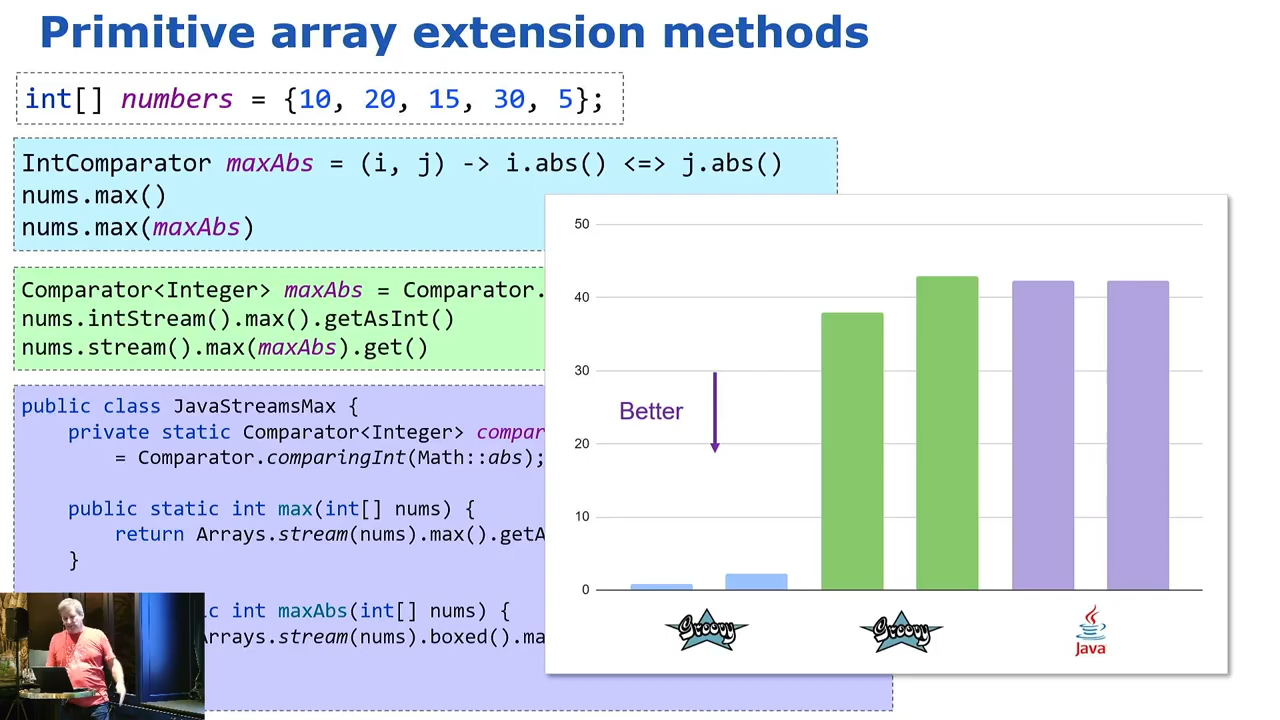 Primitive array extension methods
int[] numbers = {10, 20, 15, 30, 5};
IntComparator maxAbs = (i, j) -> i.abs() <=> j.abs()
nums.max()
nums.max(maxAbs)
Comparator<Integer> maxAbs = Comparator.
nums.intStream().max().getAsInt()
nums.stream().max(maxAbs).get()
public class JavaStreamsMax {
private static Comparator<Integer> compar
= Comparator.comparingInt(Math::abs);
public static int max(int[] nums) {
return Arrays.stream(nums).max().getA
}
c int maxAbs(int[] nums) {
Arrays.stream(nums).boxed().ma
50
40
30
20
10
0
Better
Groovy
Groovy
Java